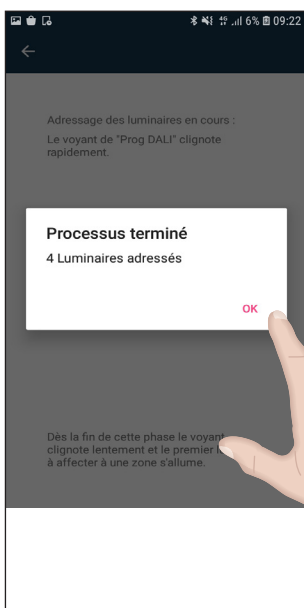 6% 09:22
Adressage des luminaires en cours :
Le voyant de "Prog DALI" clignote
rapidement.
Processus terminé
4 Luminaires adressés
OK
Dès la fin de cette phase le voyant
clignote lentement et le premier
à affecter à une zone s'allume.